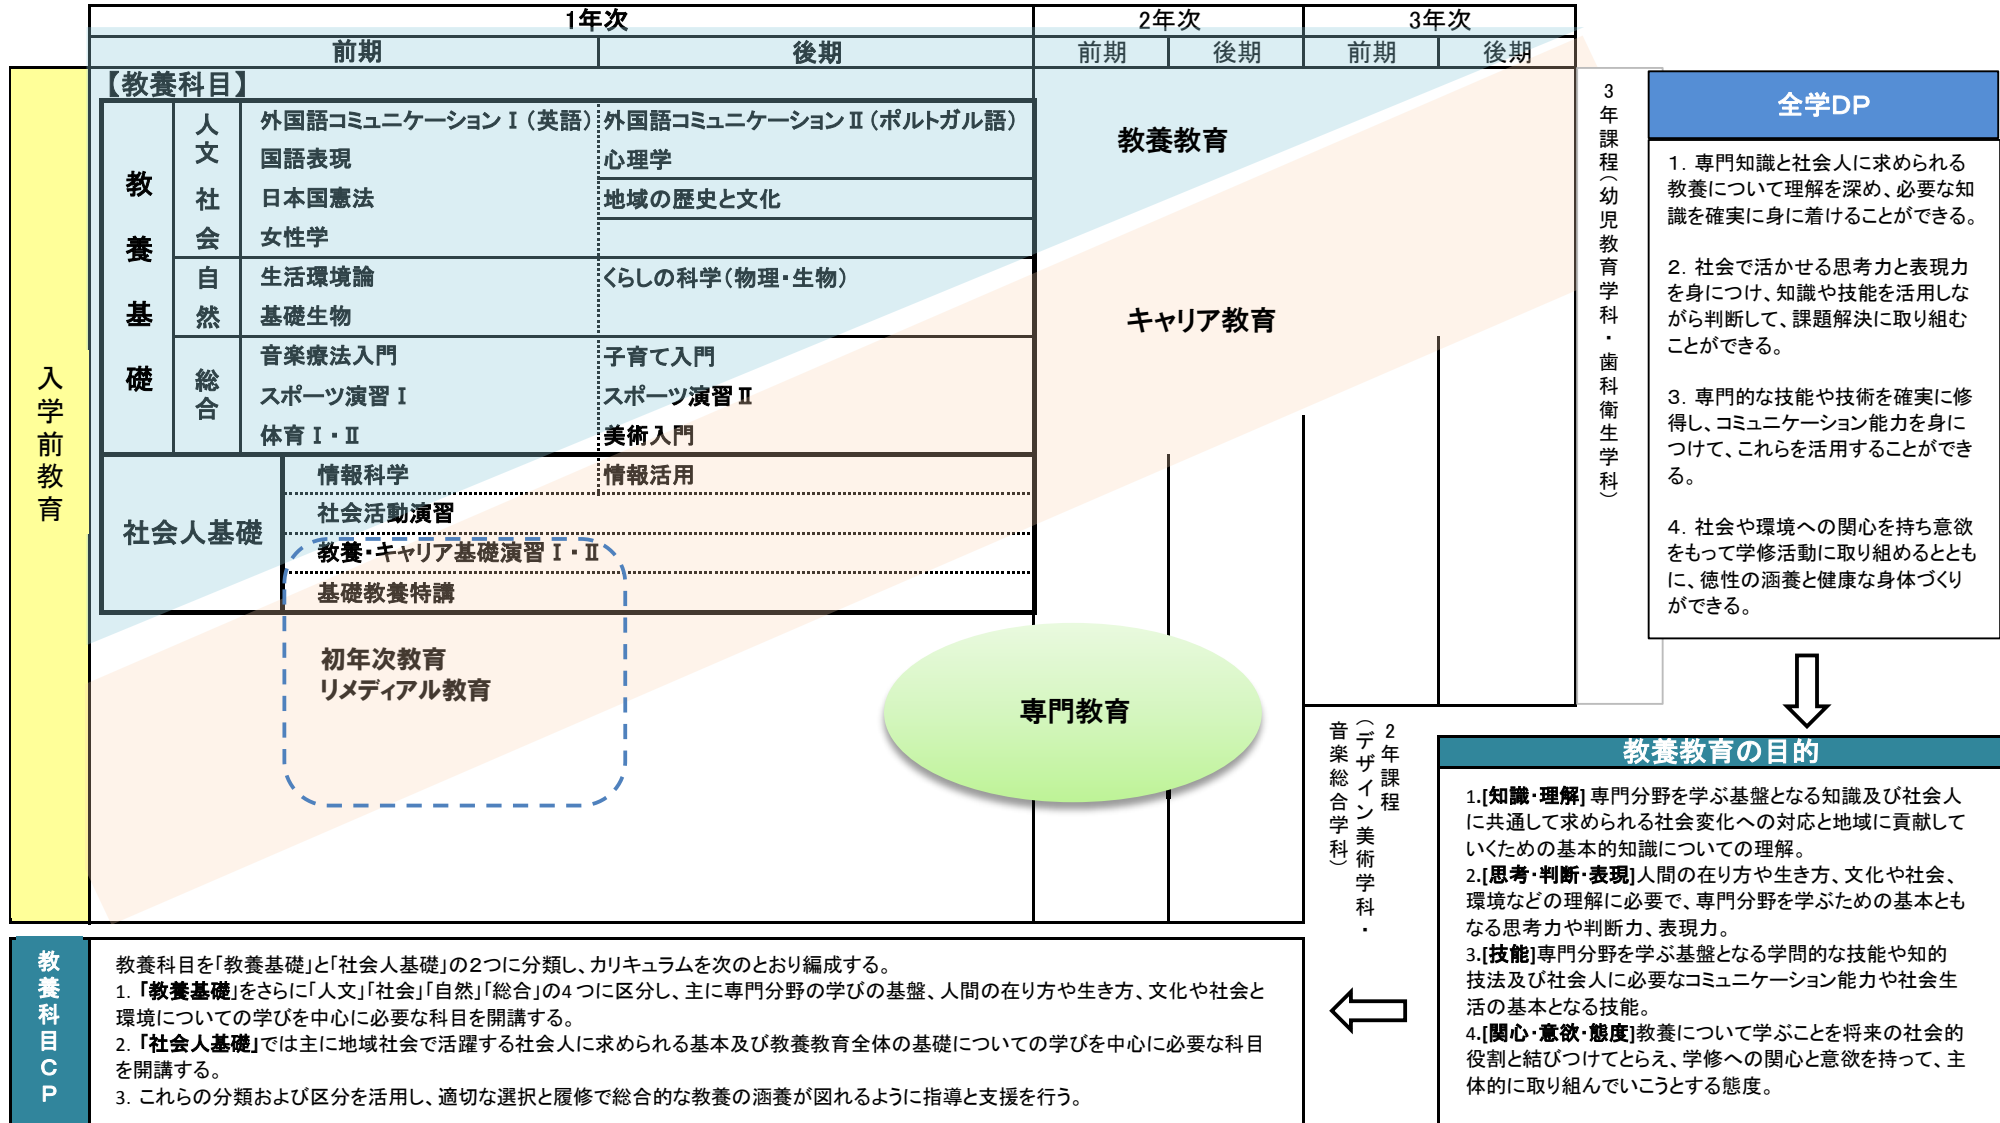 1年次
2年次
3年次
前期
後期
前期
後期
前期
後期
入学前教育
【教養科目】
教養基礎
人文
社会
自然
総合
外国語コミュニケーションⅠ（英語）
外国語コミュニケーションⅡ（ポルトガル語）
国語表現
心理学
日本国憲法
地域の歴史と文化
女性学
生活環境論
くらしの科学（物理・生物）
基礎生物
音楽療法入門
子育て入門
スポーツ演習Ⅰ
スポーツ演習Ⅱ
体育Ⅰ・Ⅱ
美術入門
社会人基礎
情報科学
情報活用
社会活動演習
教養・キャリア基礎演習Ⅰ・Ⅱ
基礎教養特講
初年次教育
リメディアル教育
教養教育
キャリア教育
専門教育
3年課程（幼児教育学科・歯科衛生学科）
2年課程
（デザイン美術学科・
音楽総合学科）
全学DP
1．専門知識と社会人に求められる
教養について理解を深め、必要な知
識を確実に身に着けることができる。
2．社会で活かせる思考力と表現力
を身につけ、知識や技能を活用しな
がら判断して、課題解決に取り組む
ことができる。
3．専門的な技能や技術を確実に修
得し、コミュニケーション能力を身に
つけて、これらを活用することができ
る。
4．社会や環境への関心を持ち意欲
をもって学修活動に取り組めるととも
に、徳性の涵養と健康な身体づくり
ができる。
教養教育の目的
1.[知識・理解] 専門分野を学ぶ基盤となる知識及び社会人
に共通して求められる社会変化への対応と地域に貢献して
いくための基本的知識についての理解。
2.[思考・判断・表現]人間の在り方や生き方、文化や社会、
環境などの理解に必要で、専門分野を学ぶための基本とも
なる思考力や判断力、表現力。
3.[技能]専門分野を学ぶ基盤となる学問的な技能や知的
技法及び社会人に必要なコミュニケーション能力や社会生
活の基本となる技能。
4.[関心・意欲・態度]教養について学ぶことを将来の社会的
役割と結びつけてとらえ、学修への関心と意欲を持って、主
体的に取り組んでいこうとする態度。
教養科目CP
教養科目を「教養基礎」と「社会人基礎」の2つに分類し、カリキュラムを次のとおり編成する。
1．「教養基礎」をさらに「人文」「社会」「自然」「総合」の4つに区分し、主に専門分野の学びの基盤、人間の在り方や生き方、文化や社会と
環境についての学びを中心に必要な科目を開講する。
2．「社会人基礎」では主に地域社会で活躍する社会人に求められる基本及び教養教育全体の基礎についての学びを中心に必要な科目
を開講する。
3．これらの分類および区分を活用し、適切な選択と履修で総合的な教養の涵養が図れるように指導と支援を行う。